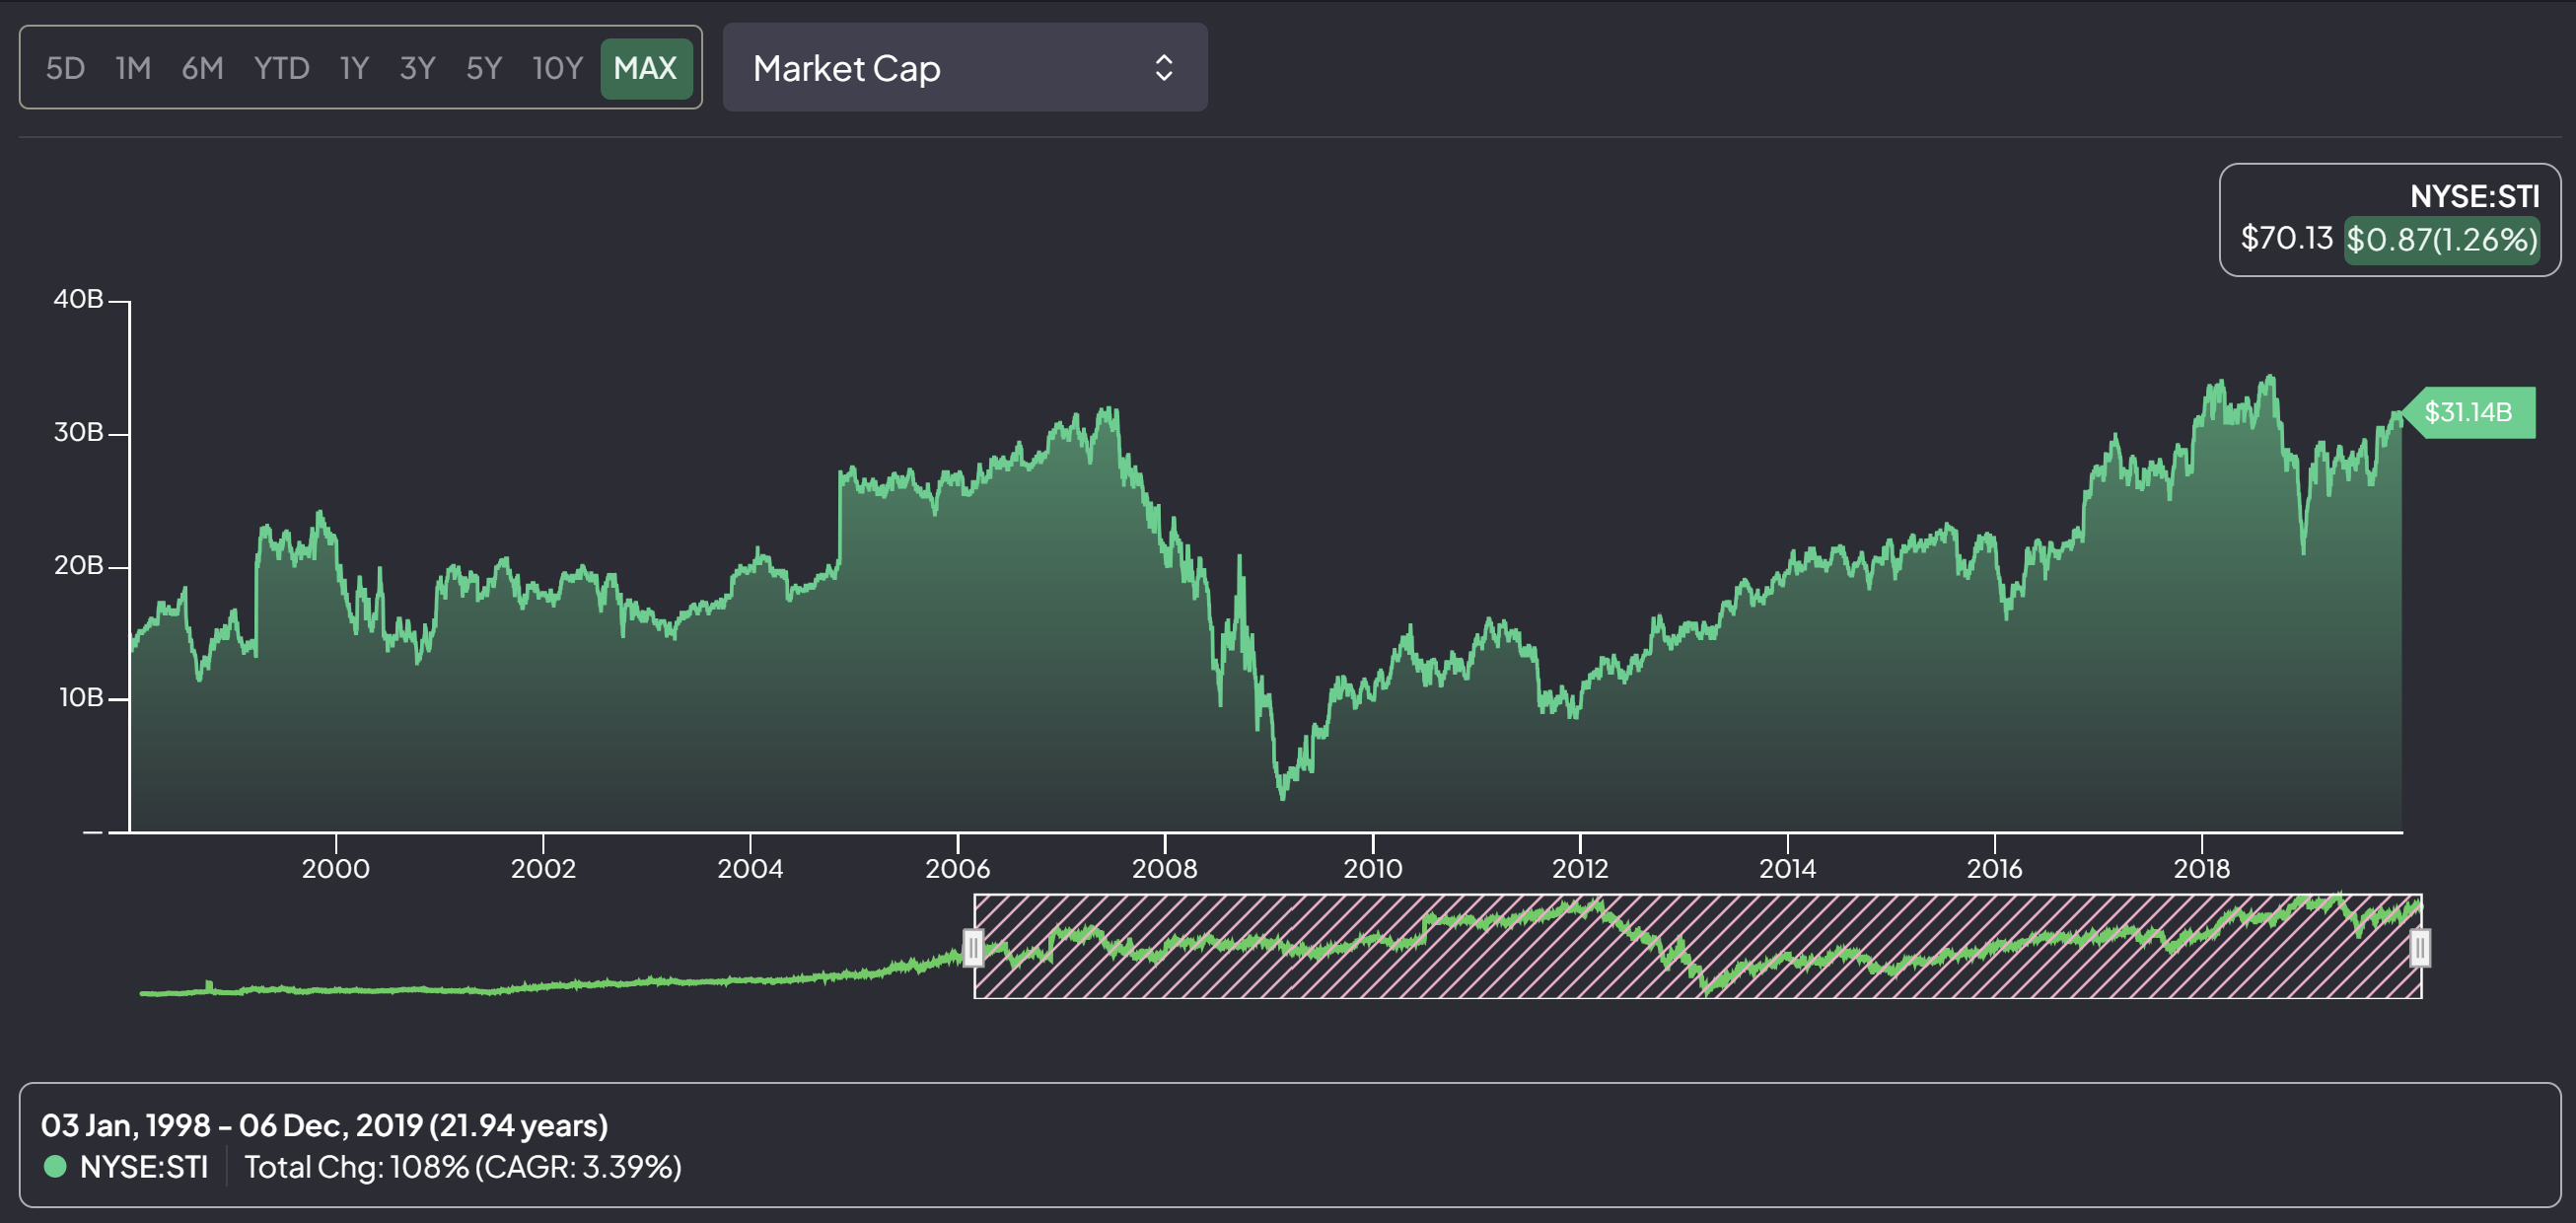 5D 1M 6M YTD 1Y 3Y 5Y 10Y MAX Market Cap
NYSE:STI
$70.13 $0.87(1.26%)
40B
30B
$31.14B
20B
10B
—
2000 2002 2004 2006 2008 2010 2012 2014 2016 2018
03 Jan, 1998 - 06 Dec, 2019 (21.94 years)
NYSE:STI Total Chg: 108% (CAGR: 3.39%)